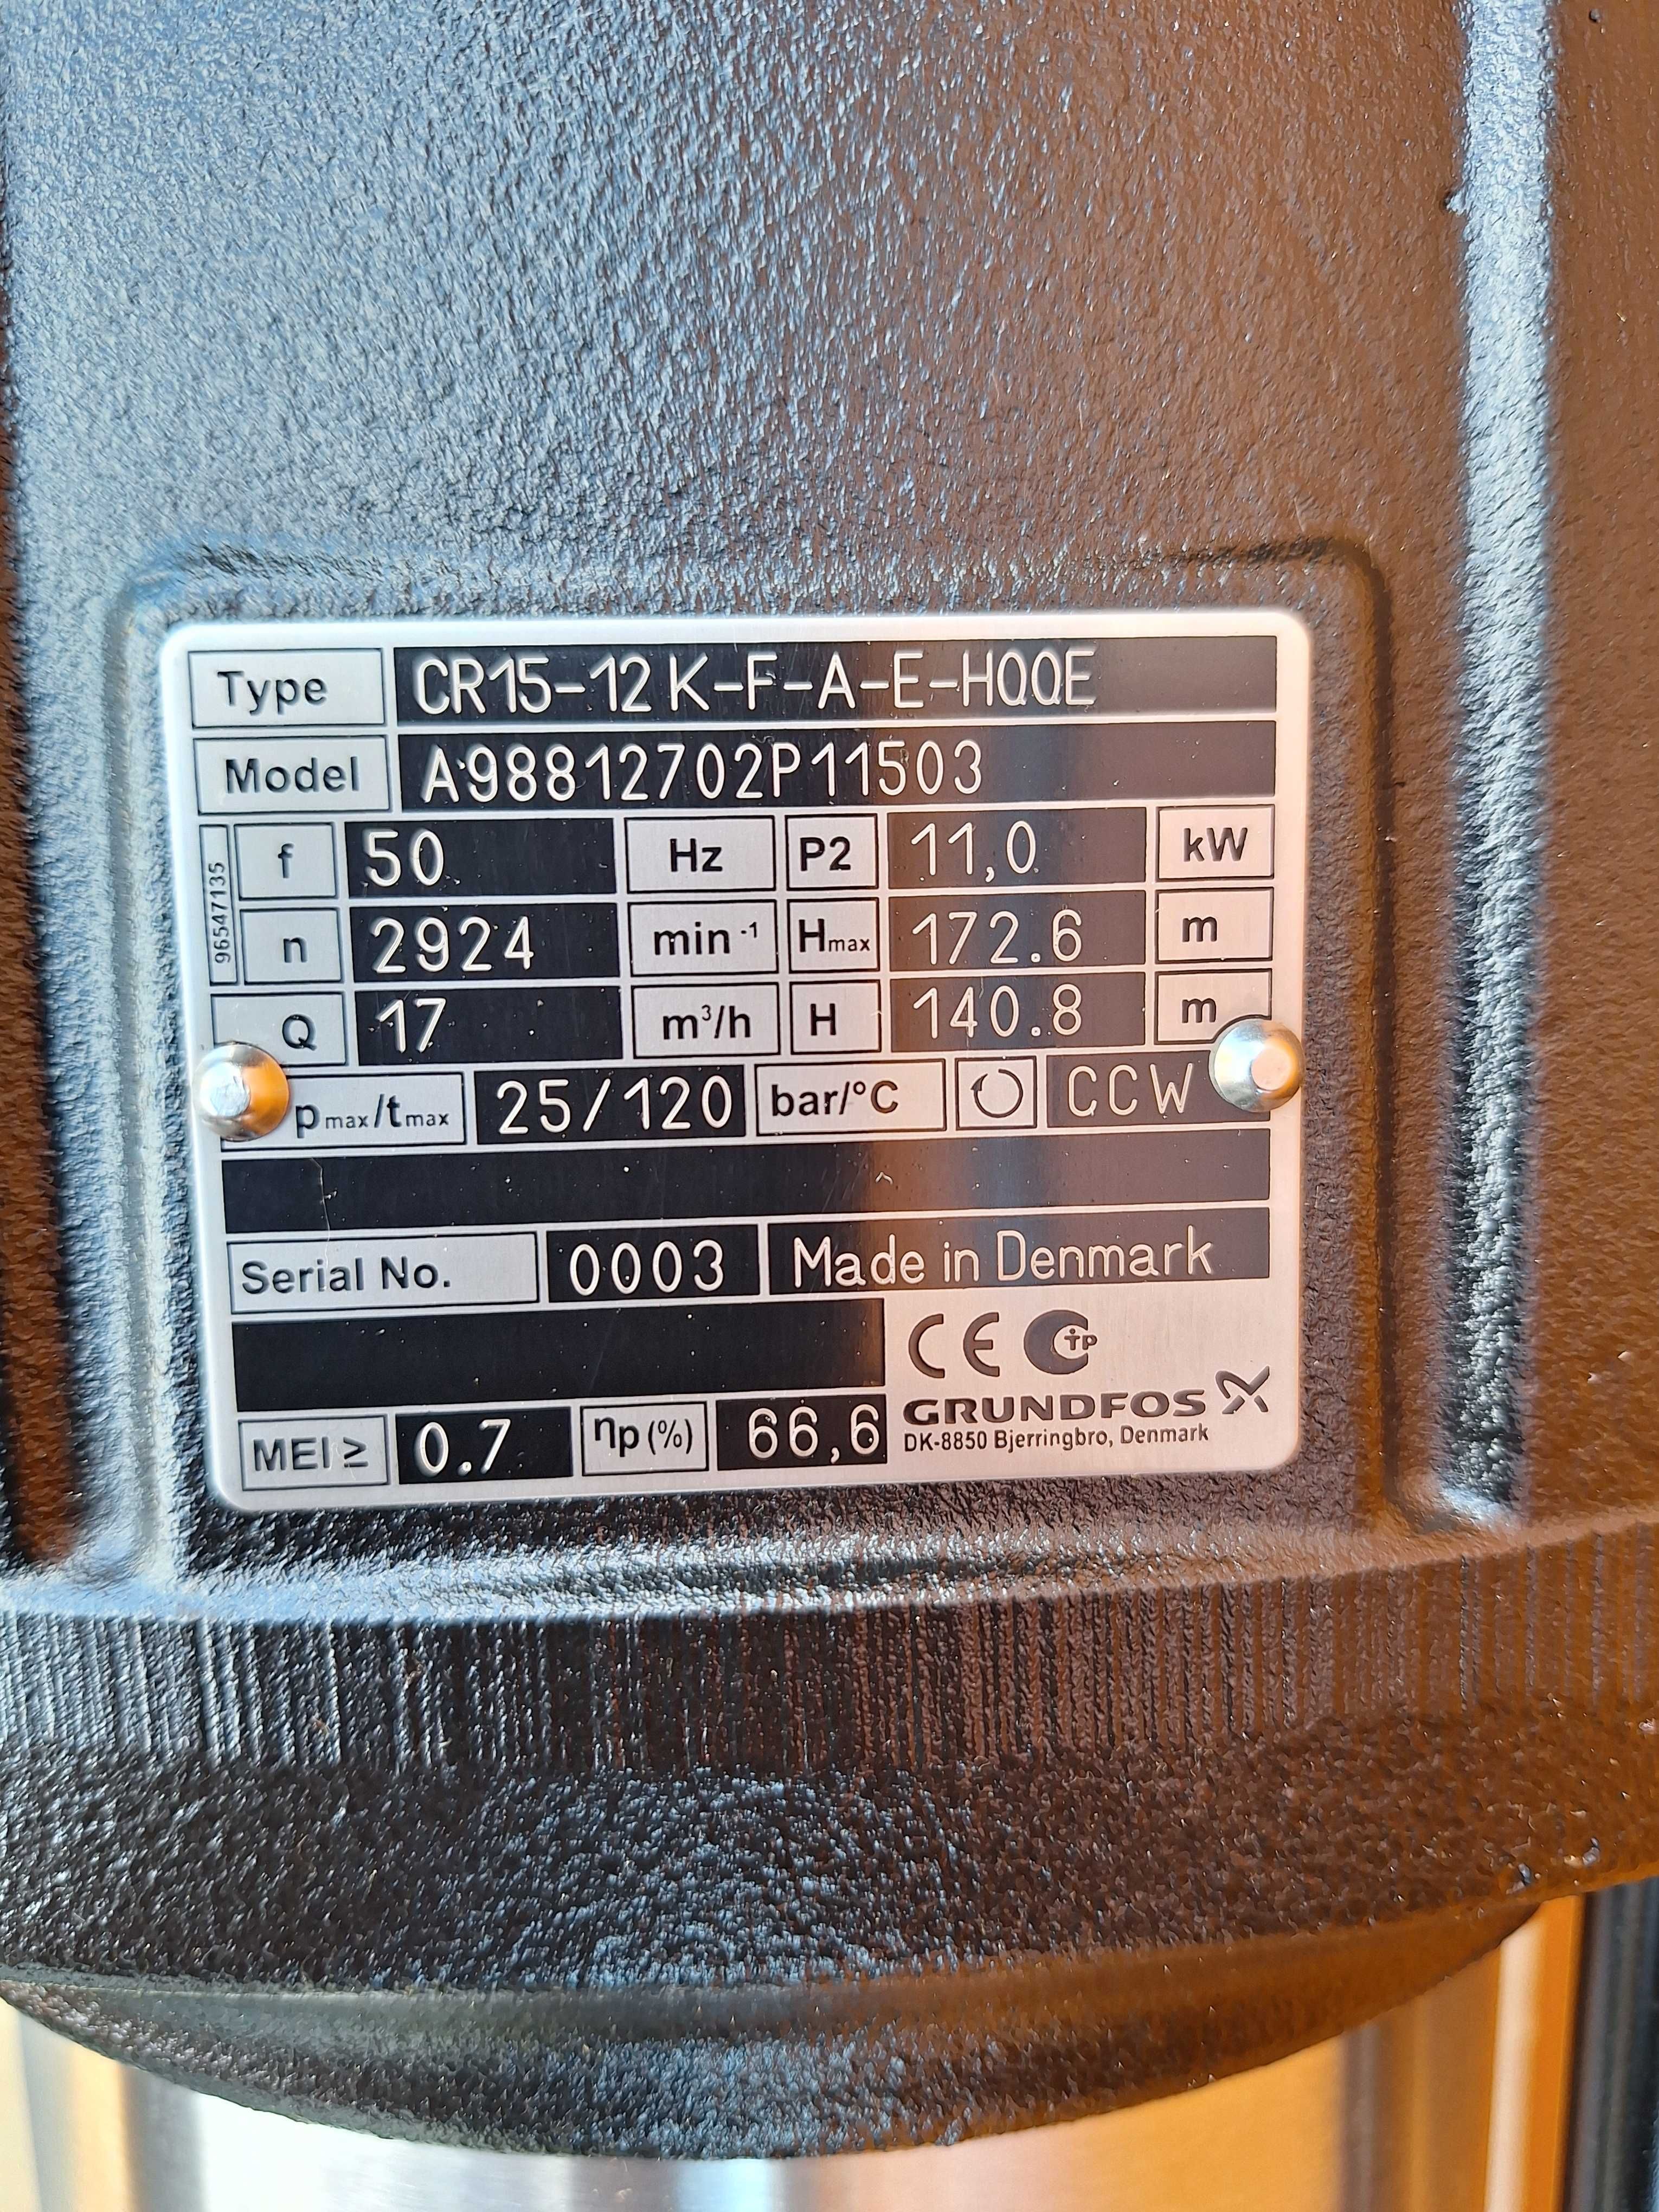 Type CR15-12 K-F-A-E-HQQE
Model A98812702P11503
96547135
f 50 Hz P2 11,0 kW
n 2924 min-1 Hmax 172.6 m
Q 17 m³/h H 140.8 m
pmax/tmax 25/120 bar/°C CCW
Serial No. 0003 Made in Denmark
CE
GRUNDFOS
DK-8850 Bjerringbro, Denmark
MEI ≥ 0.7 ηp (%) 66,6